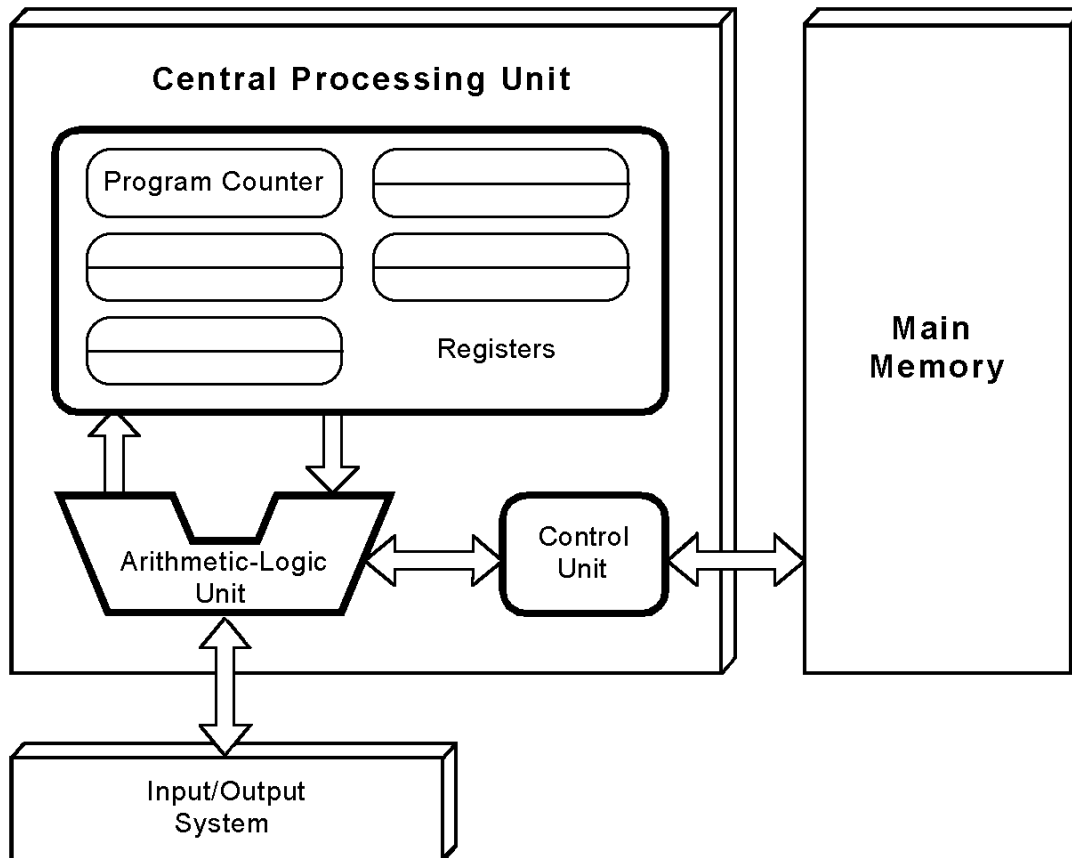 Central Processing Unit
Program Counter
Registers
Main
Memory
Arithmetic-Logic
Unit
Control
Unit
Input/Output
System